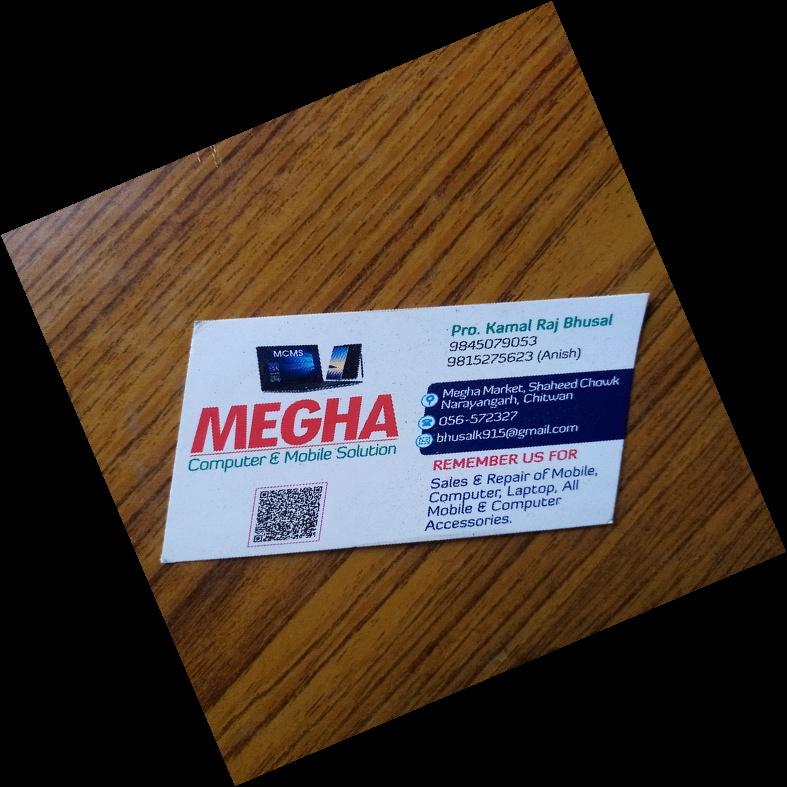 MCMS
MEGHA
Computer & Mobile Solution
Pro. Kamal Raj Bhusal
9845079053
9815275623 (Anish)
Megha Market, Shaheed Chowk
Narayangarh, Chitwan
056-572327
bhusalk915@gmail.com
REMEMBER US FOR
Sales & Repair of Mobile,
Computer, Laptop, All
Mobile & Computer
Accessories.